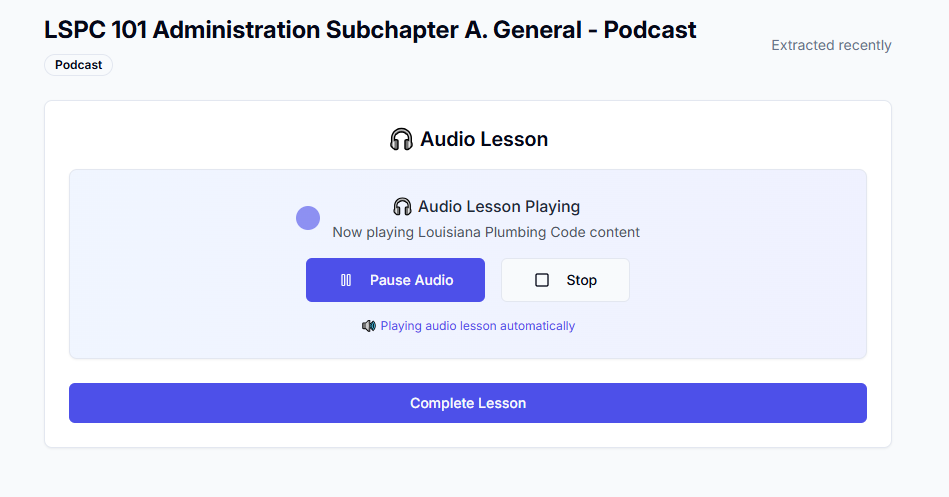 LSPC 101 Administration Subchapter A. General - Podcast
Extracted recently
Podcast
Audio Lesson
Audio Lesson Playing
Now playing Louisiana Plumbing Code content
Pause Audio
Stop
Playing audio lesson automatically
Complete Lesson